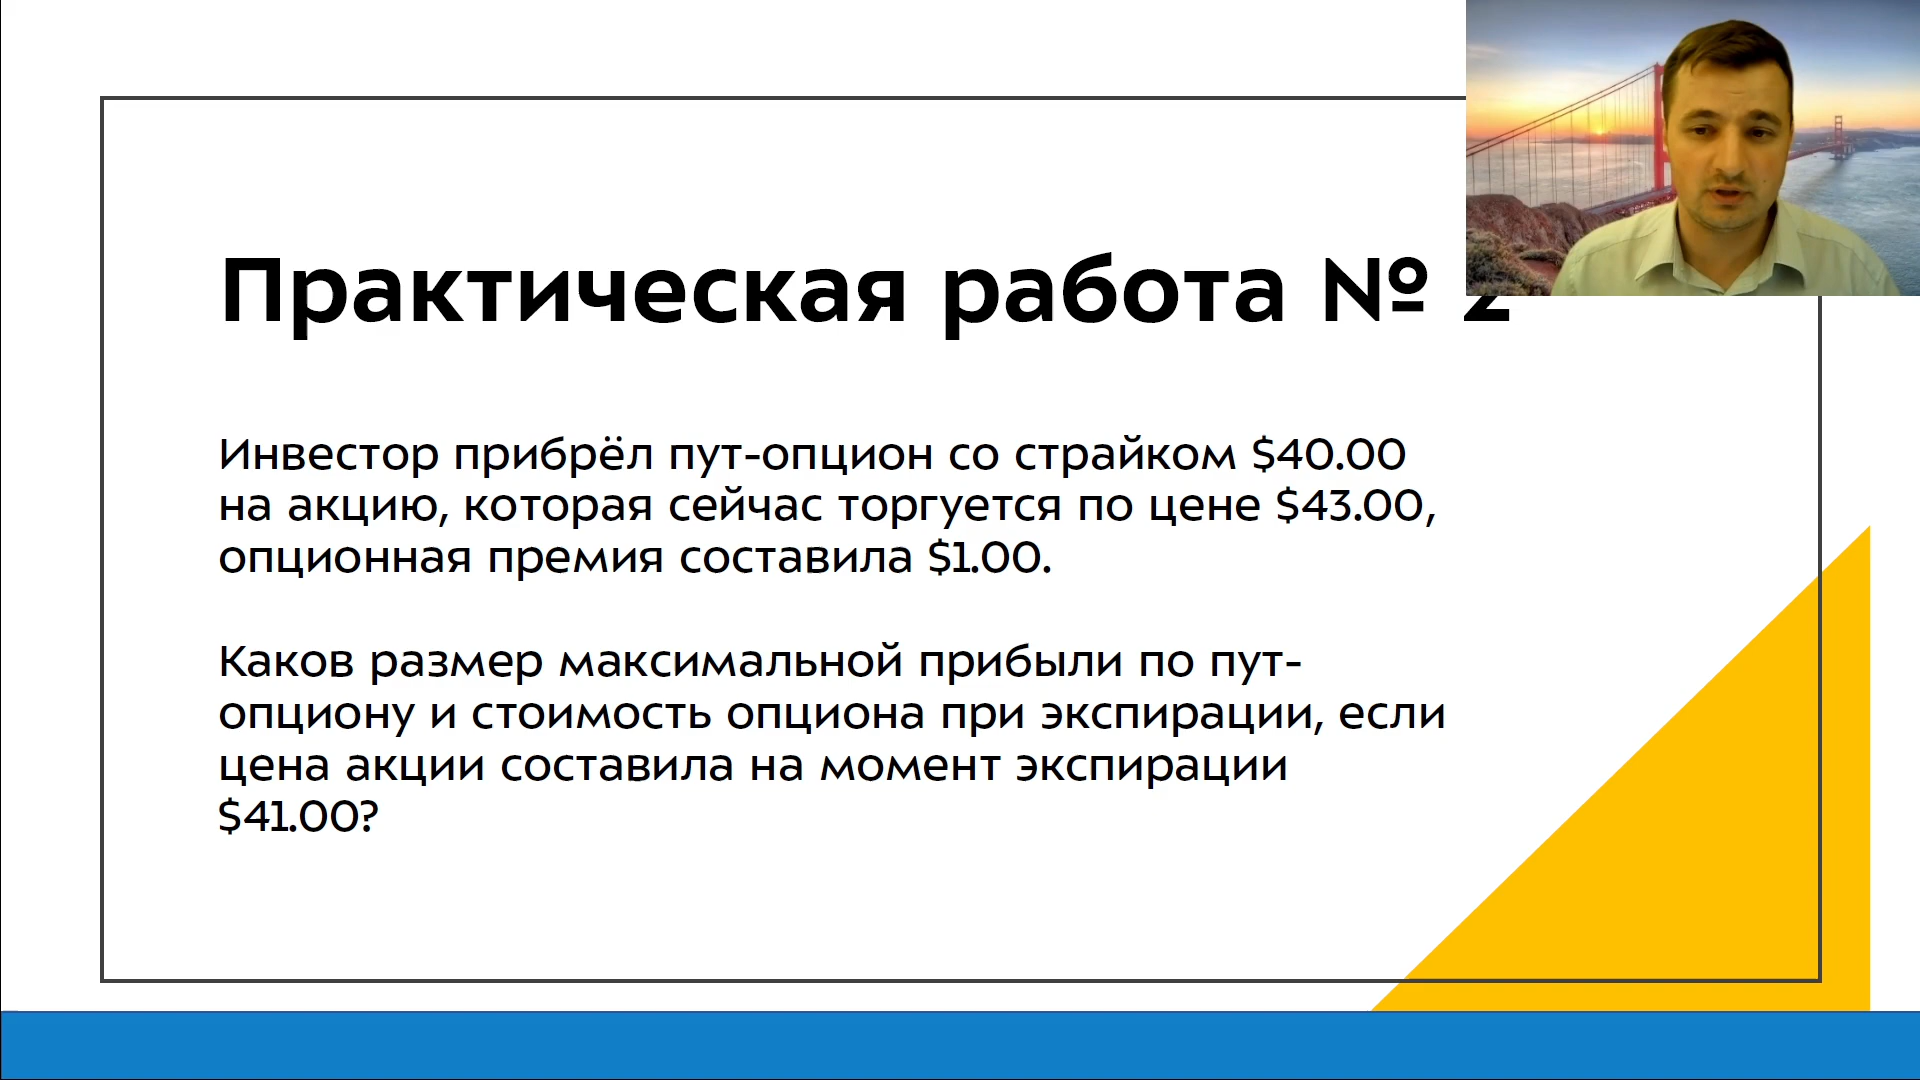 Практическая работа № 2
Инвестор прибрёл пут-опцион со страйком $40.00
на акцию, которая сейчас торгуется по цене $43.00,
опционная премия составила $1.00.
Каков размер максимальной прибыли по пут-
опциону и стоимость опциона при экспирации, если
цена акции составила на момент экспирации
$41.00?